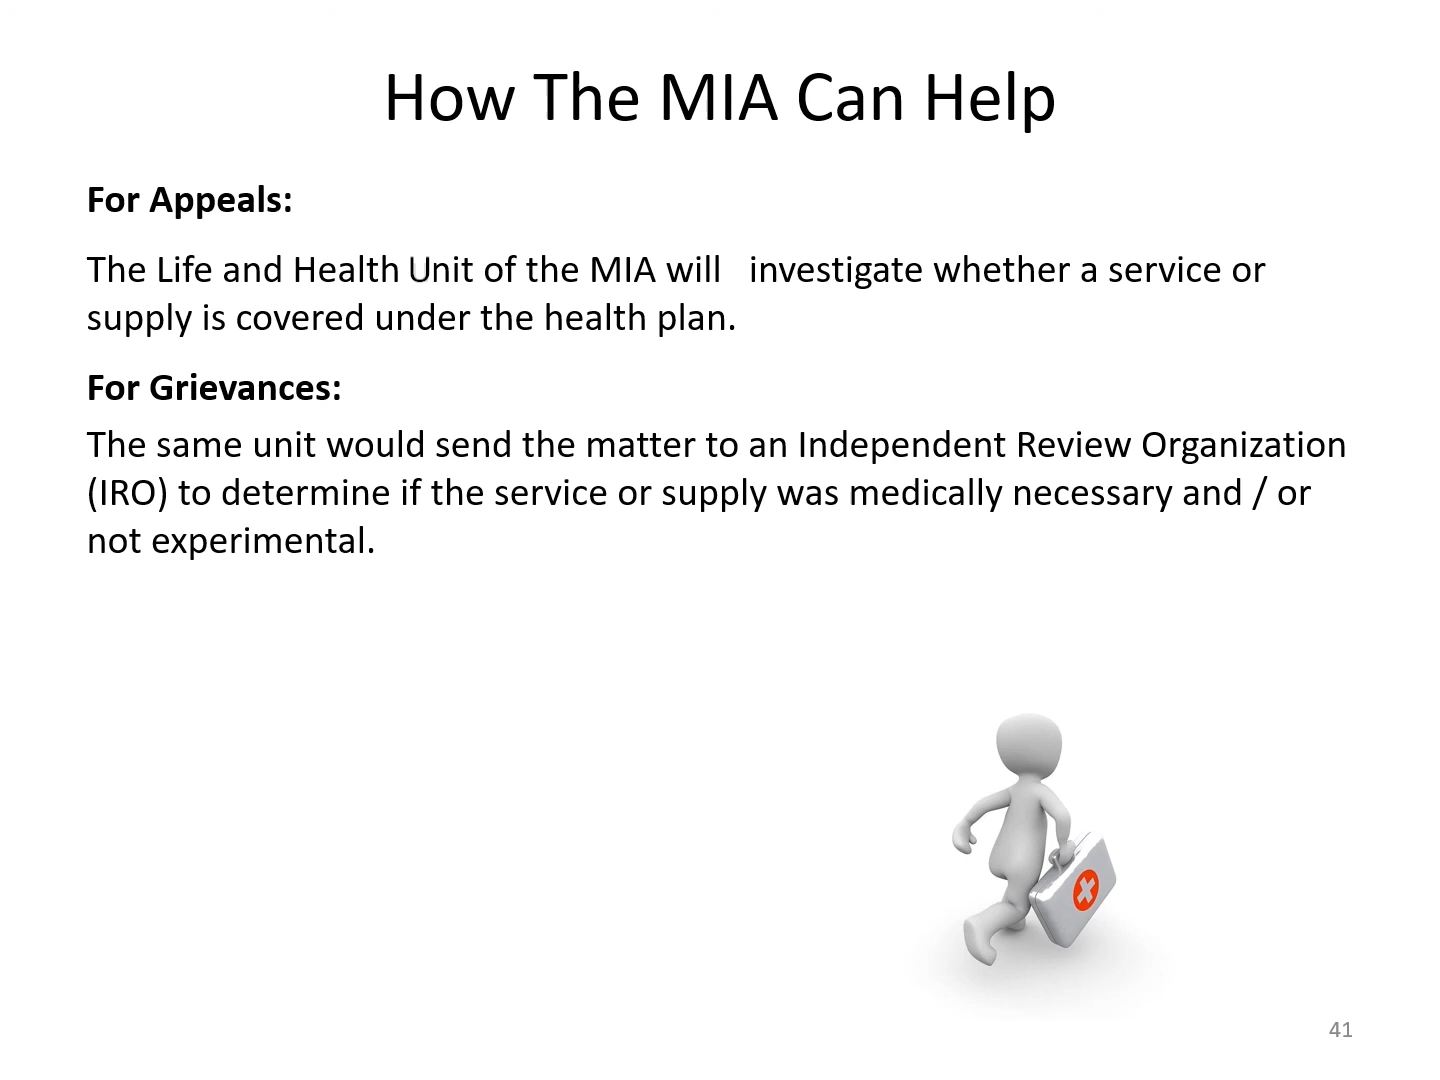 How The MIA Can Help
For Appeals:
The Life and Health Unit of the MIA will   investigate whether a service or
supply is covered under the health plan.
For Grievances:
The same unit would send the matter to an Independent Review Organization
(IRO) to determine if the service or supply was medically necessary and / or
not experimental.
41